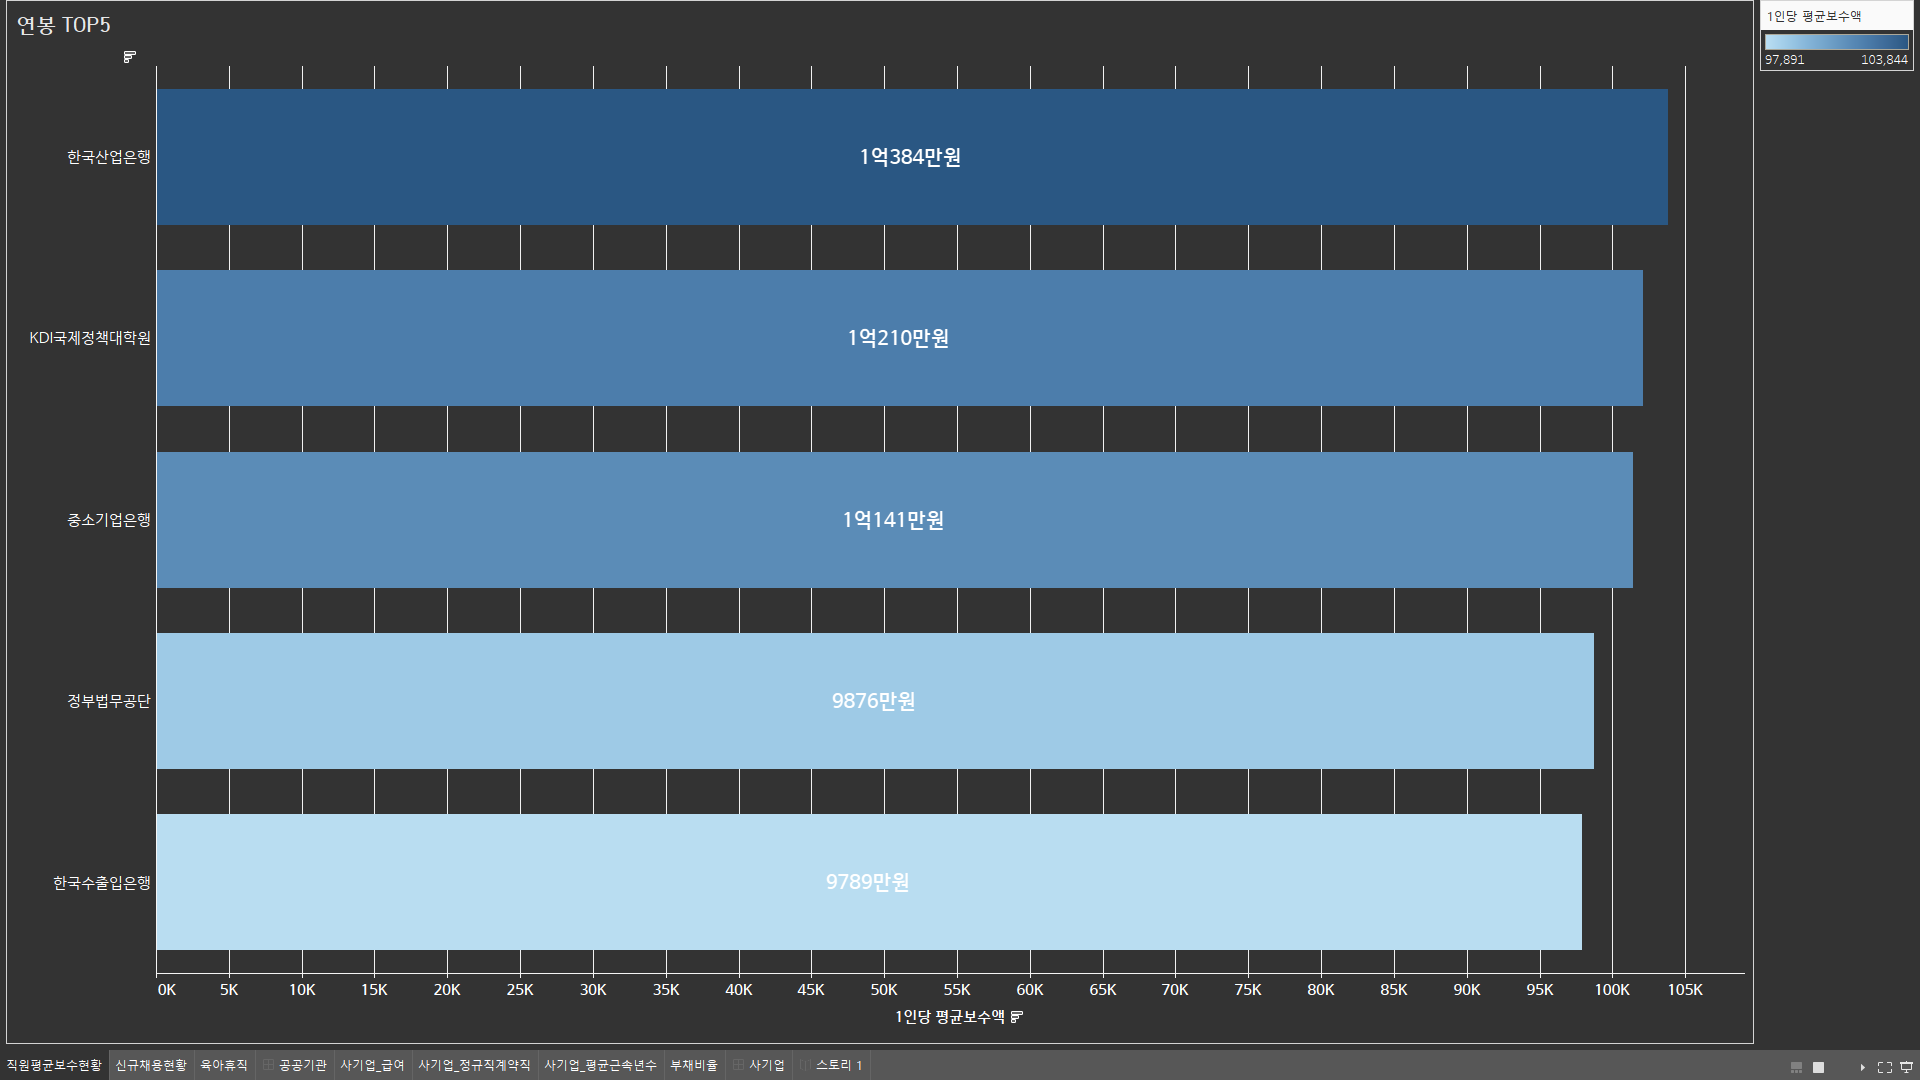 연봉 TOP5
1인당 평균보수액
97,891 103,844
한국산업은행
1억384만원
KDI국제정책대학원
1억210만원
중소기업은행
1억141만원
정부법무공단
9876만원
한국수출입은행
9789만원
0K 5K 10K 15K 20K 25K 30K 35K 40K 45K 50K 55K 60K 65K 70K 75K 80K 85K 90K 95K 100K 105K
1인당 평균보수액
직원평균보수현황 신규채용현황 육아휴직 공공기관 사기업_급여 사기업_정규직계약직 사기업_평균근속년수 부채비율 사기업 스토리 1